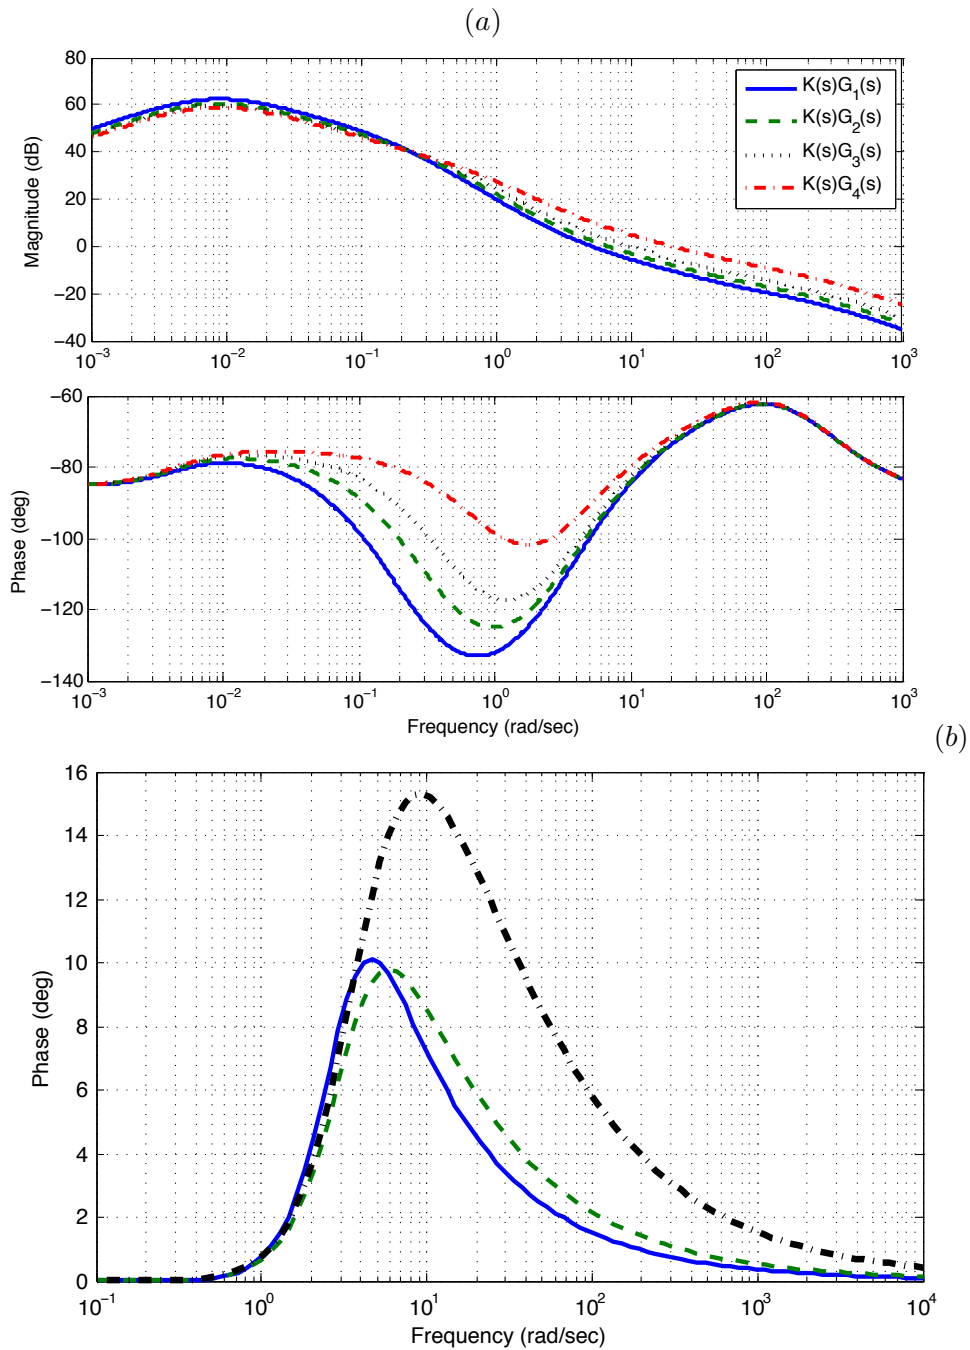 (a)
80
60
40
20
0
−20
−40
Magnitude (dB)
K(s)G1(s)
K(s)G2(s)
K(s)G3(s)
K(s)G4(s)
10−3 10−2 10−1 100 101 102 103
−60
−80
−100
−120
−140
Phase (deg)
10−3 10−2 10−1 100 101 102 103
Frequency (rad/sec)
(b)
16
14
12
10
8
6
4
2
0
Phase (deg)
10−1 100 101 102 103 104
Frequency (rad/sec)